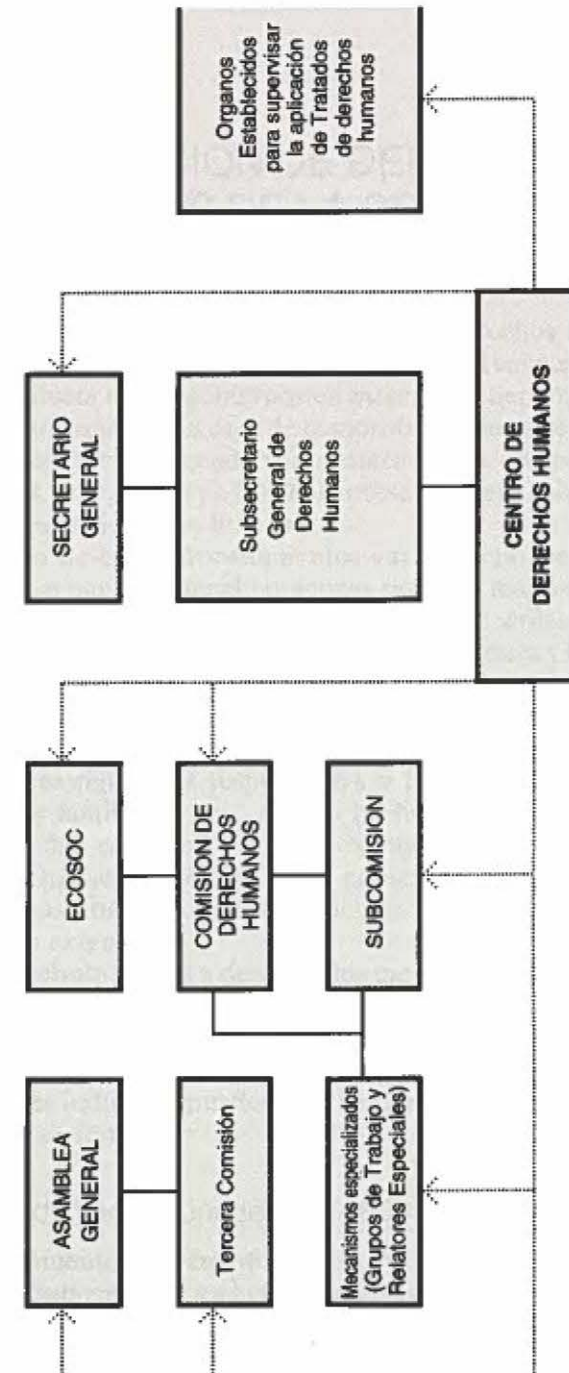 ASAMBLEA
GENERAL
Tercera Comisión
Mecanismos especializados
(Grupos de Trabajo y
Relatores Especiales)
ECOSOC
COMISION DE
DERECHOS
HUMANOS
SUBCOMISION
SECRETARIO
GENERAL
Subsecretario
General de
Derechos
Humanos
CENTRO DE
DERECHOS HUMANOS
Organos
Establecidos
para supervisar
la aplicación
de Tratados
de derechos
humanos